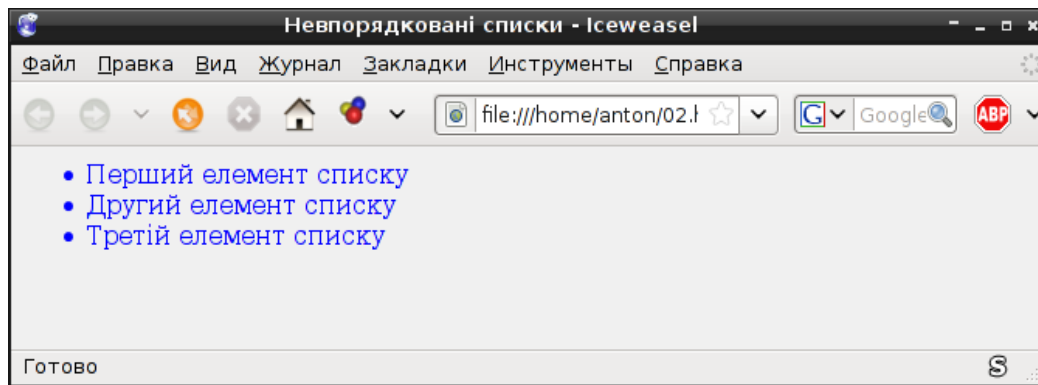 Невпорядковані списки - Iceweasel
Файл Правка Вид Журнал Закладки Инструменты Справка
file:///home/anton/02.h G Google ABP
Перший елемент списку
Другий елемент списку
Третій елемент списку
Готово S